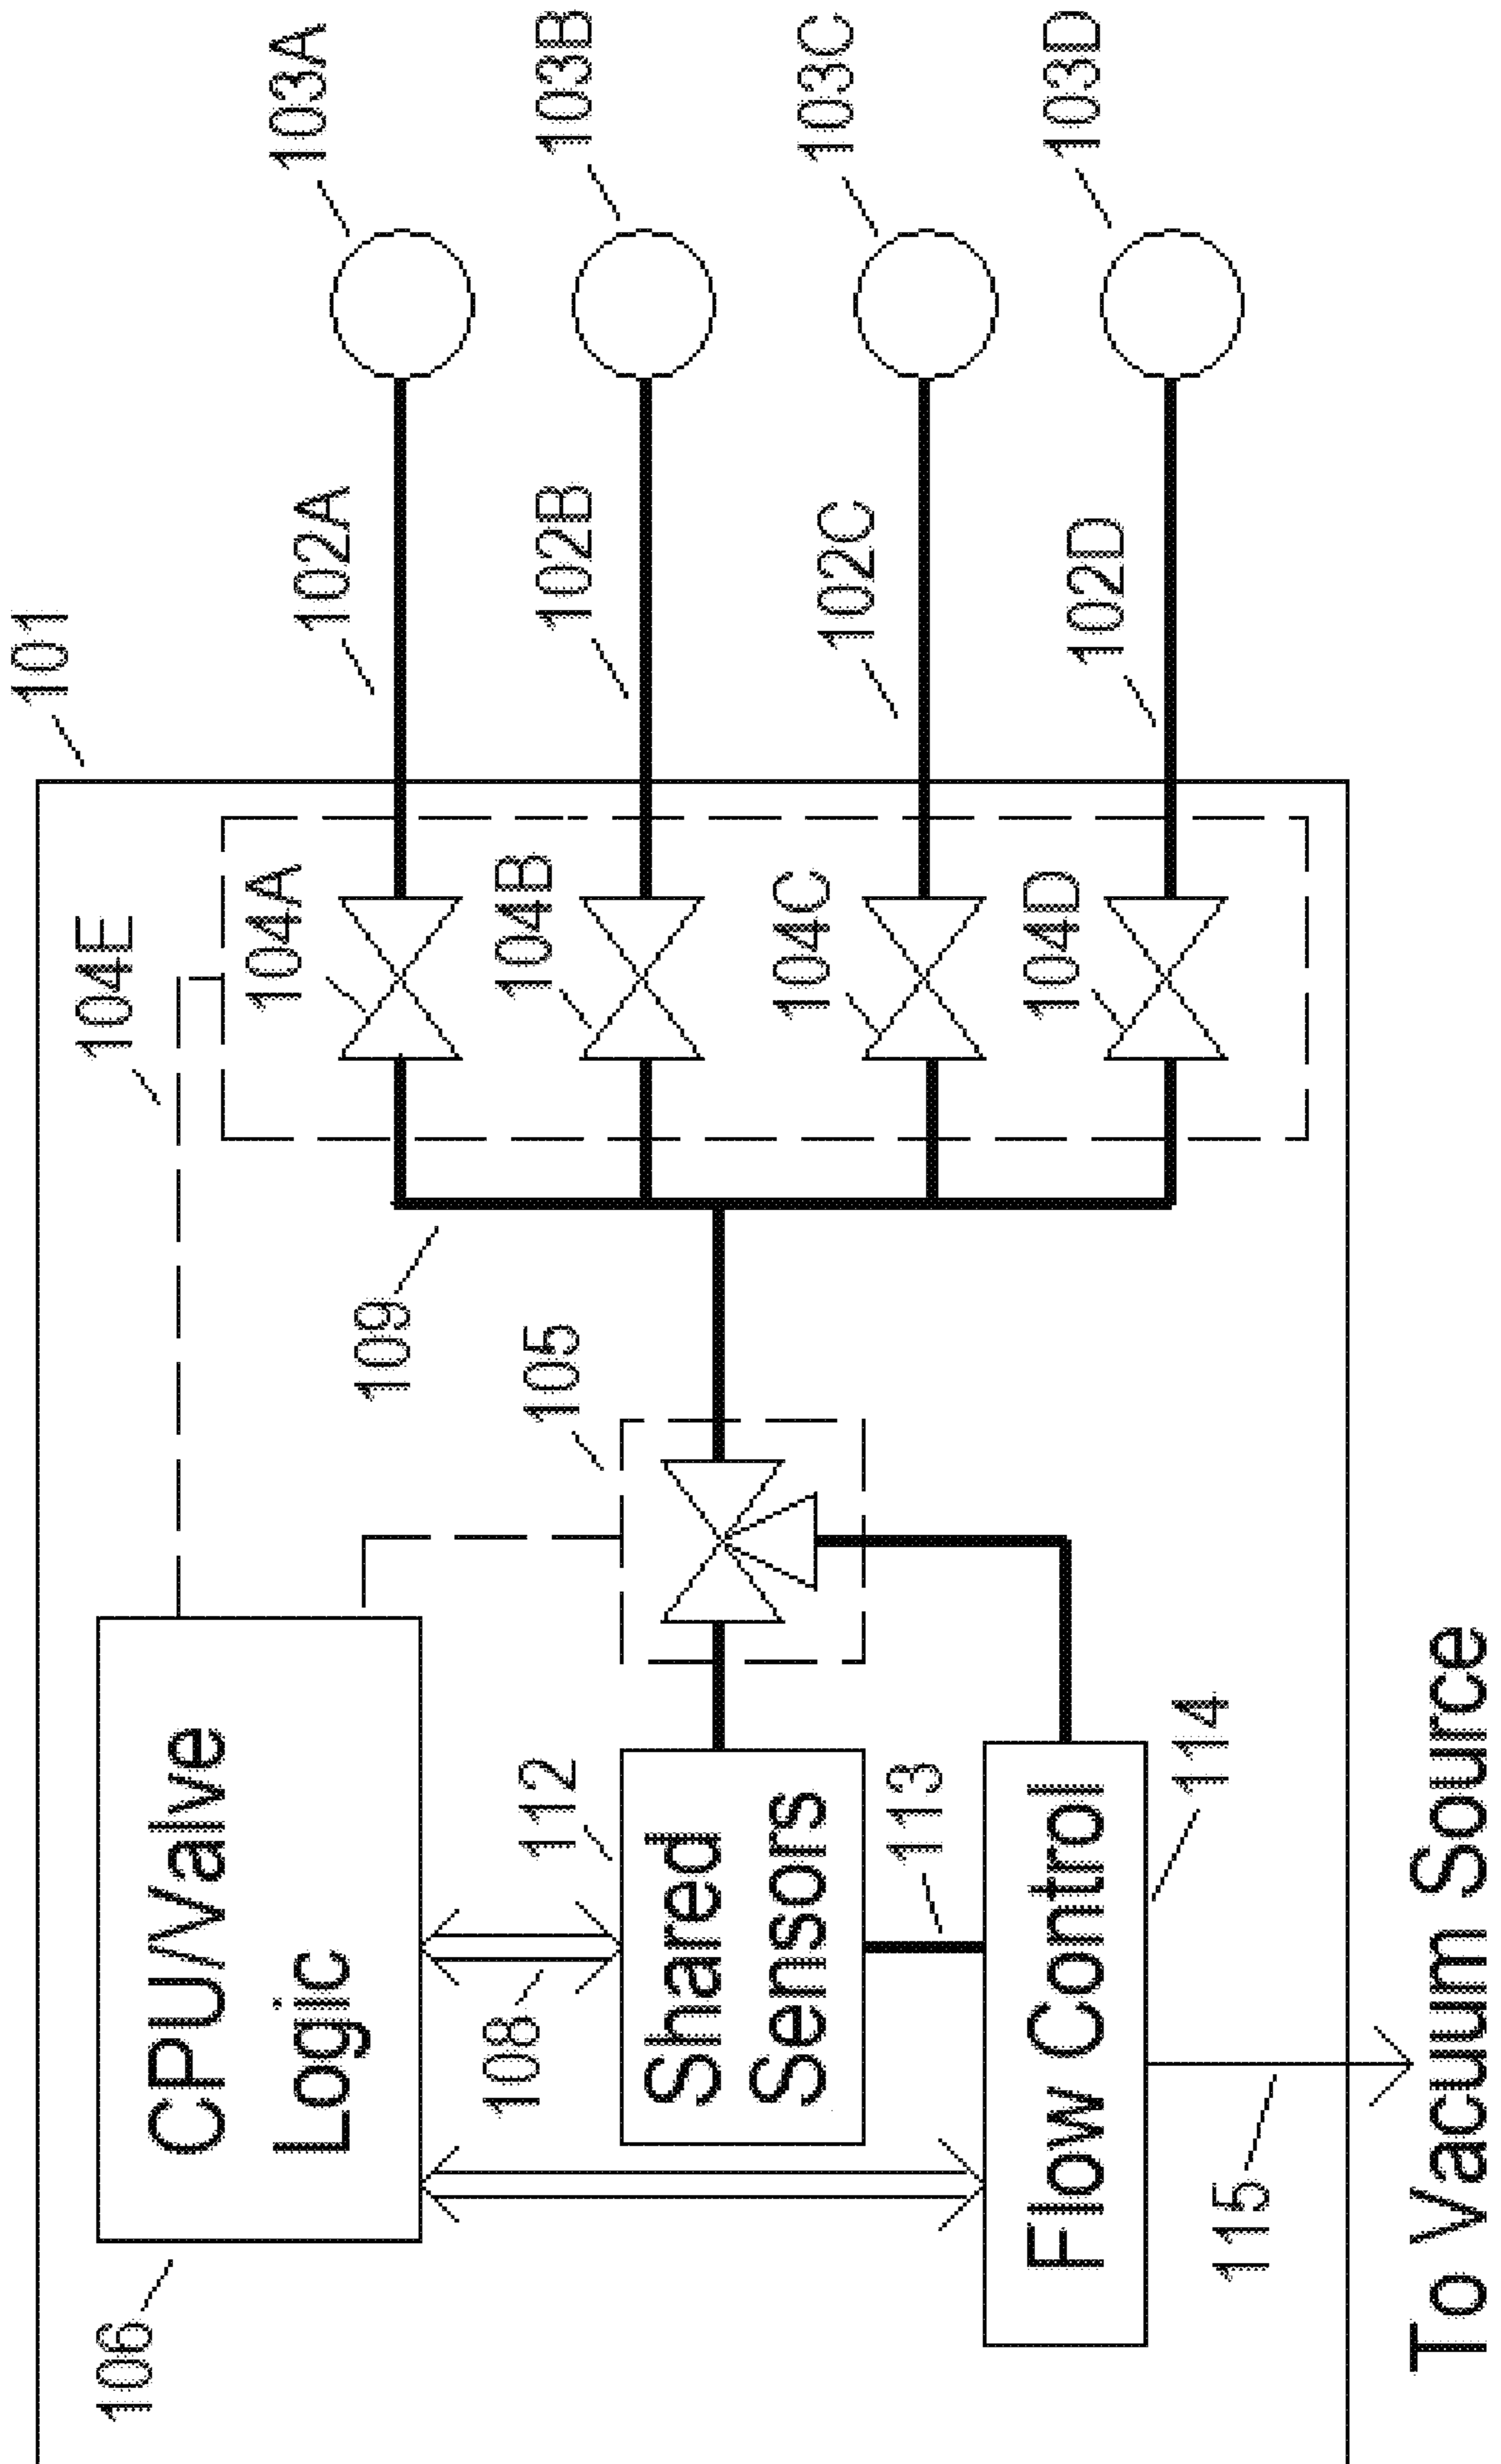 106
CPU/Valve
Logic
104E
101
103A
102A
104A
109
108
112
105
104B
102B
103B
Shared
Sensors
104C
102C
103C
113
Flow Control
104D
102D
103D
115
114
To Vacuum Source